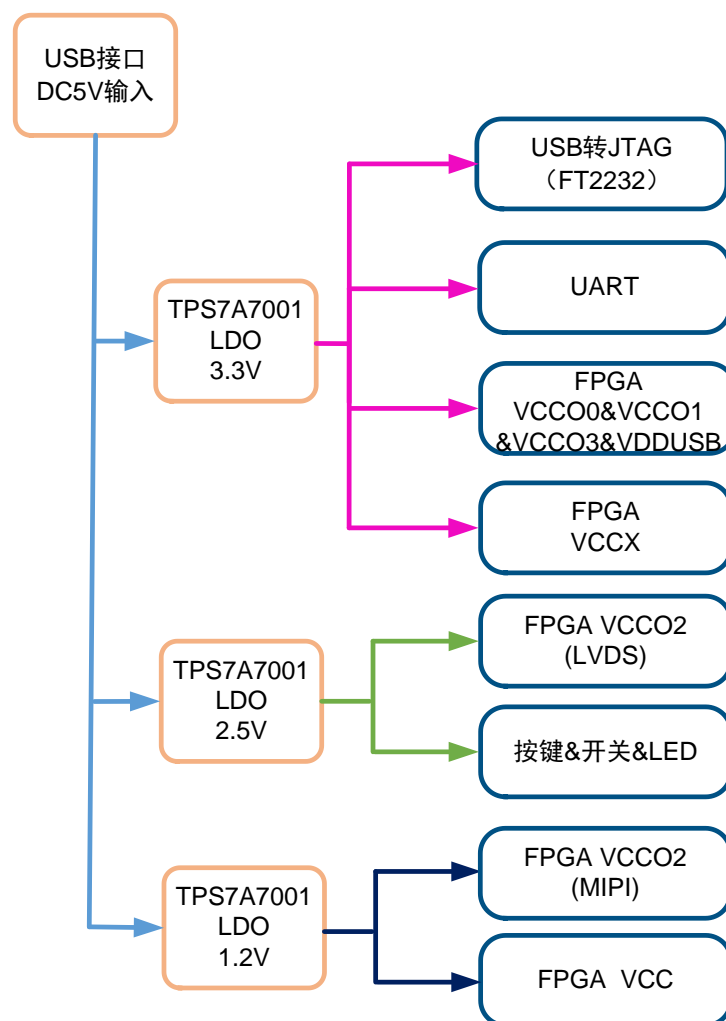 USB接口
DC5V输入
USB转JTAG
（FT2232）
UART
TPS7A7001
LDO
3.3V
FPGA
VCCO0&VCCO1
&VCCO3&VDDUSB
FPGA
VCCX
FPGA VCCO2
(LVDS)
TPS7A7001
LDO
2.5V
按键&开关&LED
FPGA VCCO2
(MIPI)
TPS7A7001
LDO
1.2V
FPGA VCC